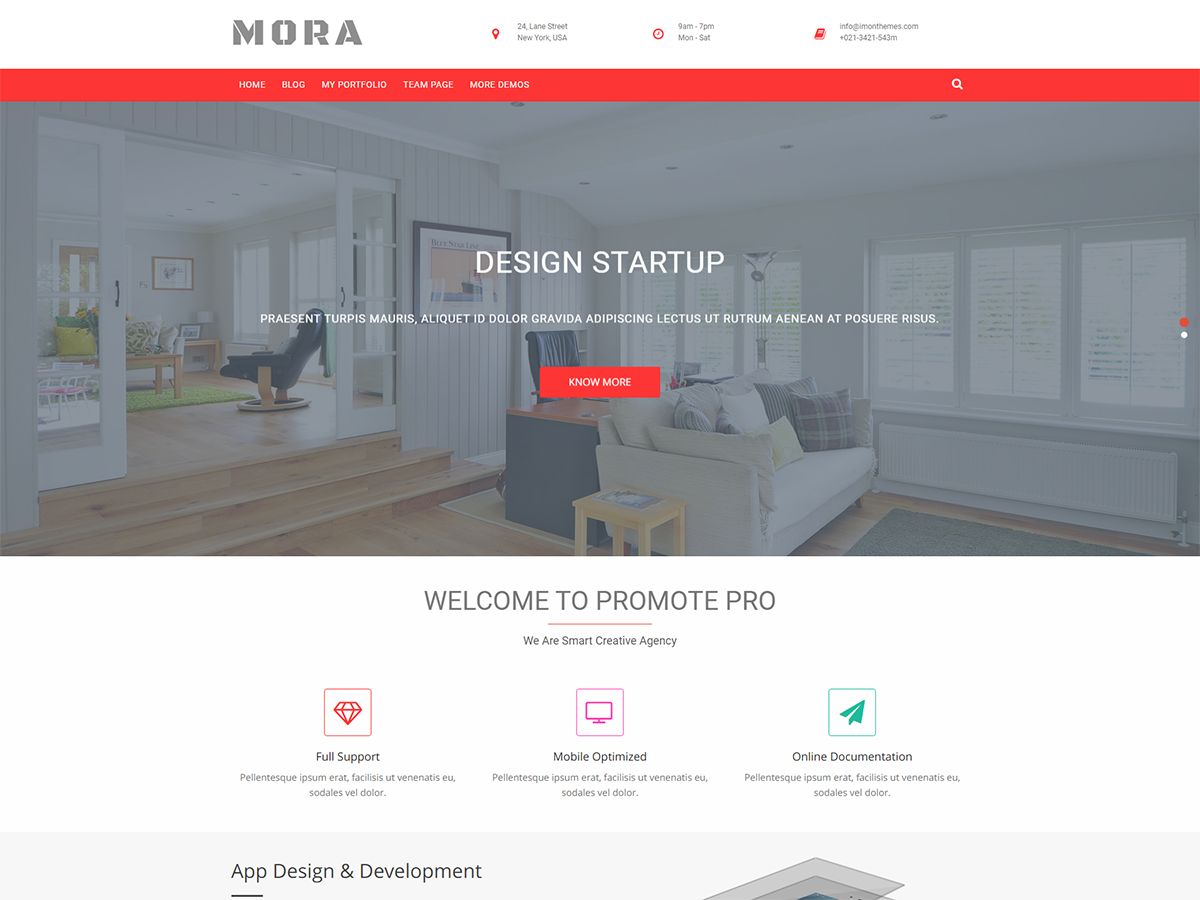 MORA
24, Lane Street
New York, USA
9am - 7pm
Mon - Sat
info@imonthemes.com
+021-3421-543m
HOME BLOG MY PORTFOLIO TEAM PAGE MORE DEMOS
BLUE STAR LINE
DESIGN STARTUP
PRAESENT TURPIS MAURIS, ALIQUET ID DOLOR GRAVIDA ADIPISCING LECTUS UT RUTRUM AENEAN AT POSUERE RISUS.
KNOW MORE
WELCOME TO PROMOTE PRO
We Are Smart Creative Agency
Full Support
Pellentesque ipsum erat, facilisis ut venenatis eu,
sodales vel dolor.
Mobile Optimized
Pellentesque ipsum erat, facilisis ut venenatis eu,
sodales vel dolor.
Online Documentation
Pellentesque ipsum erat, facilisis ut venenatis eu,
sodales vel dolor.
App Design & Development